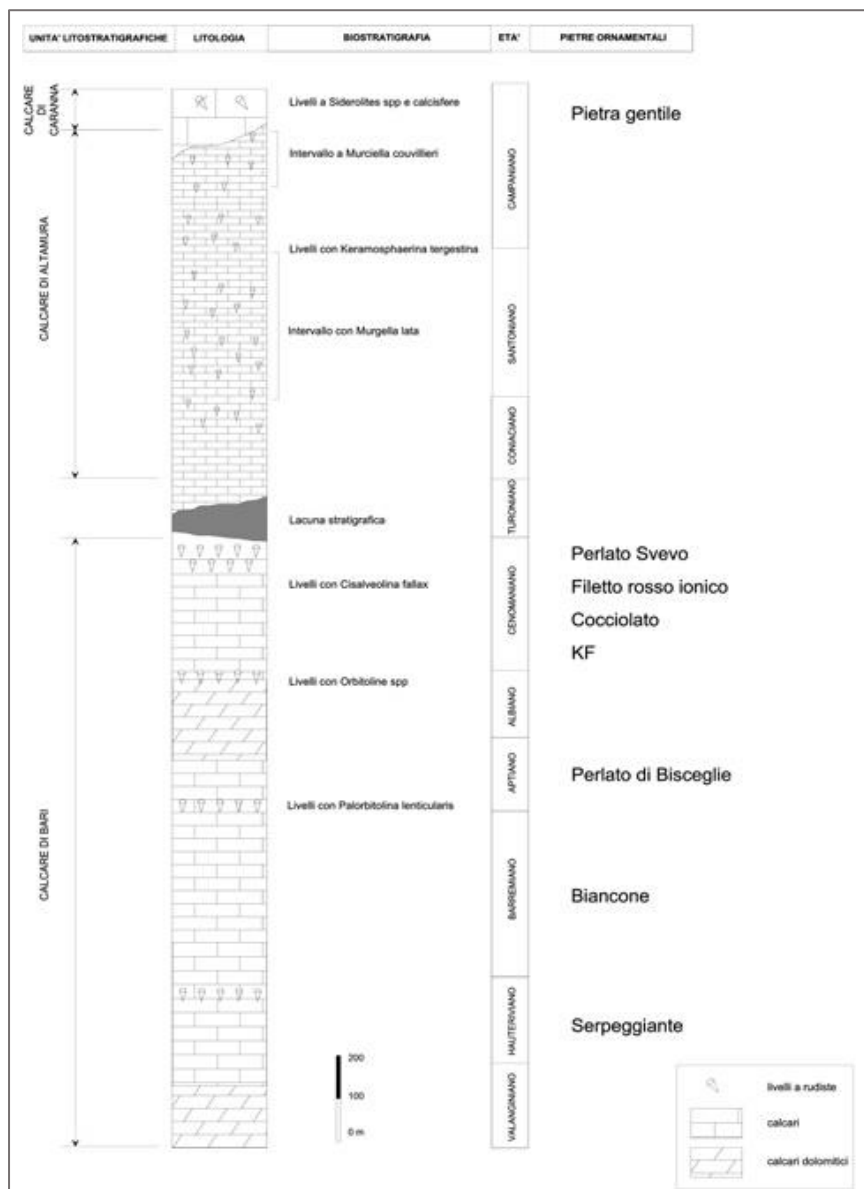 UNITA' LITOSTRATIGRAFICHE
LITOLOGIA
BIOSTRATIGRAFIA
ETA'
PIETRE ORNAMENTALI
CALCARE
DI
CARANNA
CALCARE DI ALTAMURA
CALCARE DI BARI
Livelli a Siderolites spp e calcisfere
Intervallo a Murciella couvillieri
Livelli con Keramosphaerina tergestina
Intervallo con Murgella lata
Lacuna stratigrafica
Livelli con Cisalveolina fallax
Livelli con Orbitoline spp
Livelli con Palorbitolina lenticularis
CAMPANIANO
SANTONIANO
CONIACIANO
TURONIANO
CENOMANIANO
ALBIANO
APTIANO
BARREMIANO
HAUTERIVIANO
VALANGINIANO
Pietra gentile
Perlato Svevo
Filetto rosso ionico
Cocciolato
KF
Perlato di Bisceglie
Biancone
Serpeggiante
200
100
0 m
livelli a rudiste
calcari
calcari dolomitici